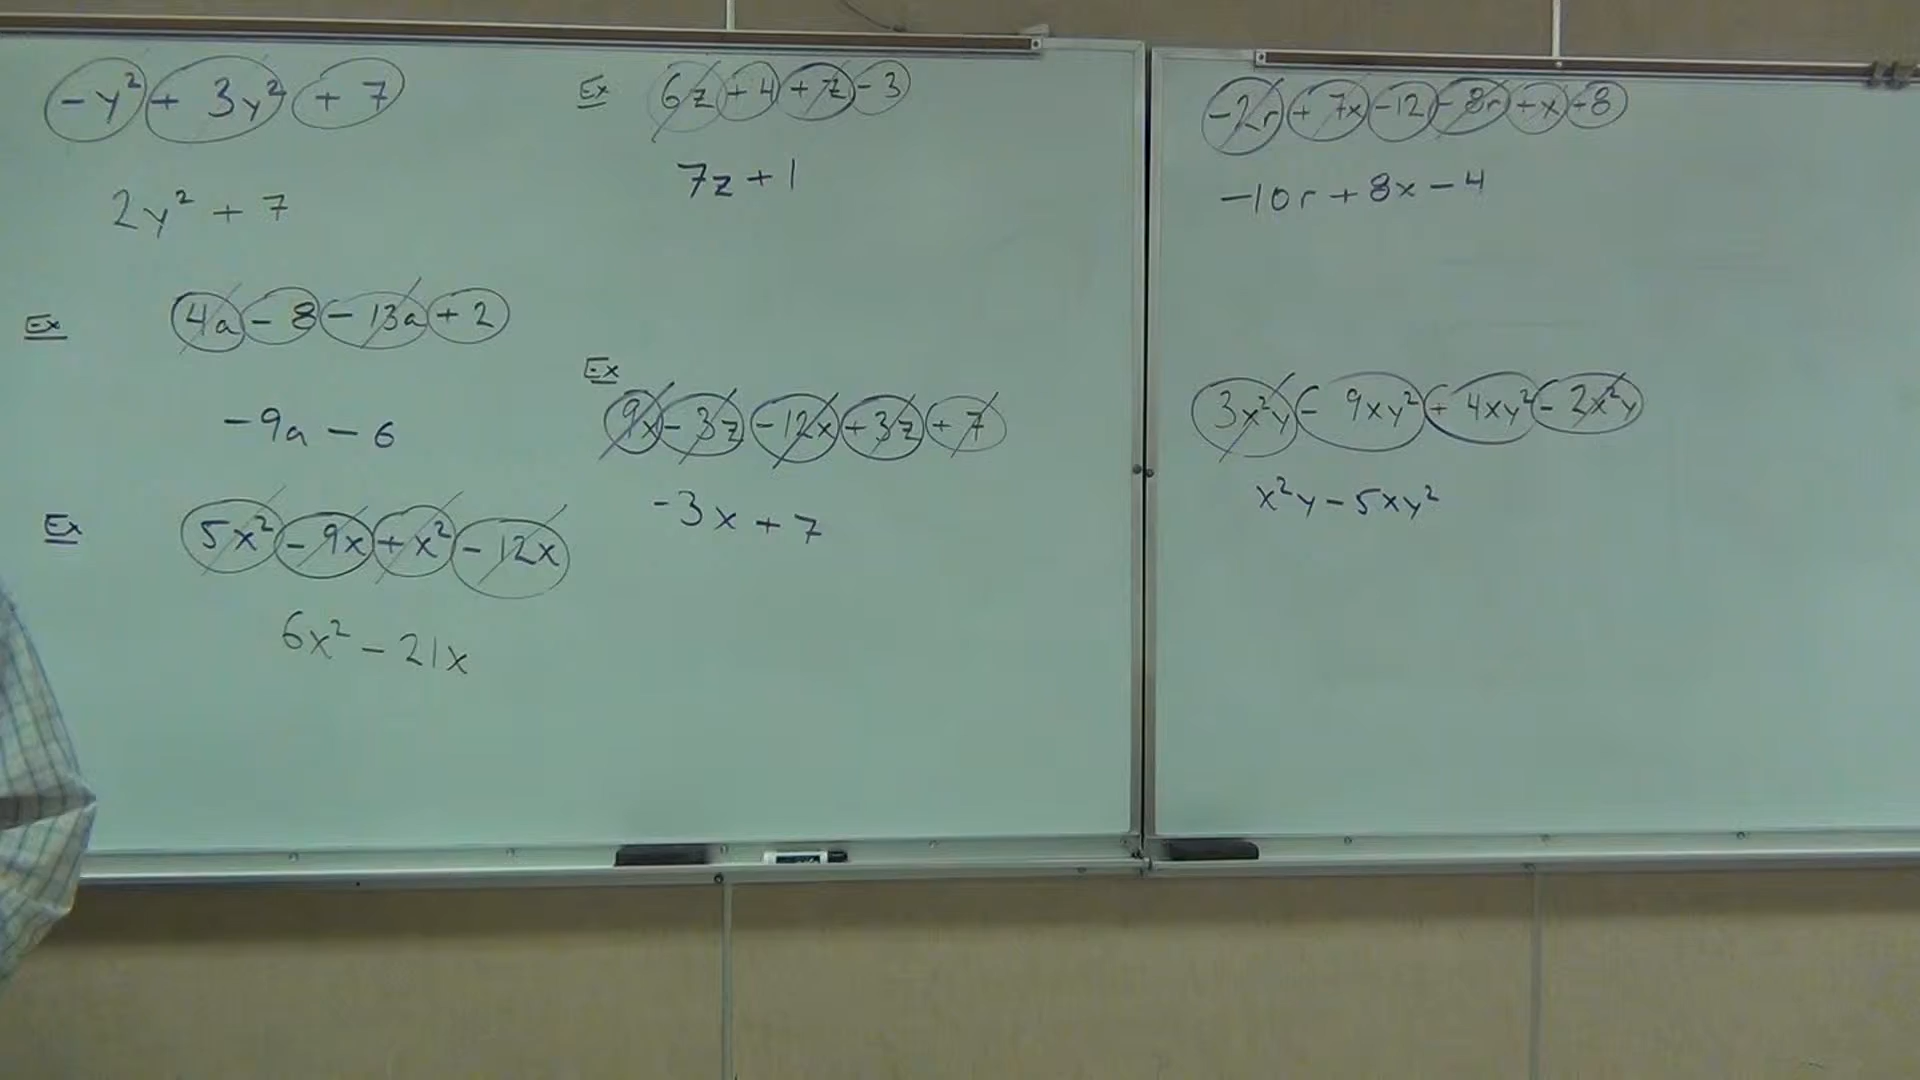 -y² + 3y² + 7
2y² + 7
Ex 4a - 8 - 13a + 2
-9a - 6
Ex 5x² - 9x + x² - 12x
6x² - 21x
Ex 6z + 4 + z - 3
7z + 1
Ex
9x - 3z - 12x + 3z + 7
-3x + 7
-2r + 7x - 12 - 8r + x + 8
-10r + 8x - 4
3x²y - 9xy² + 4xy² - 2x²y
x²y - 5xy²